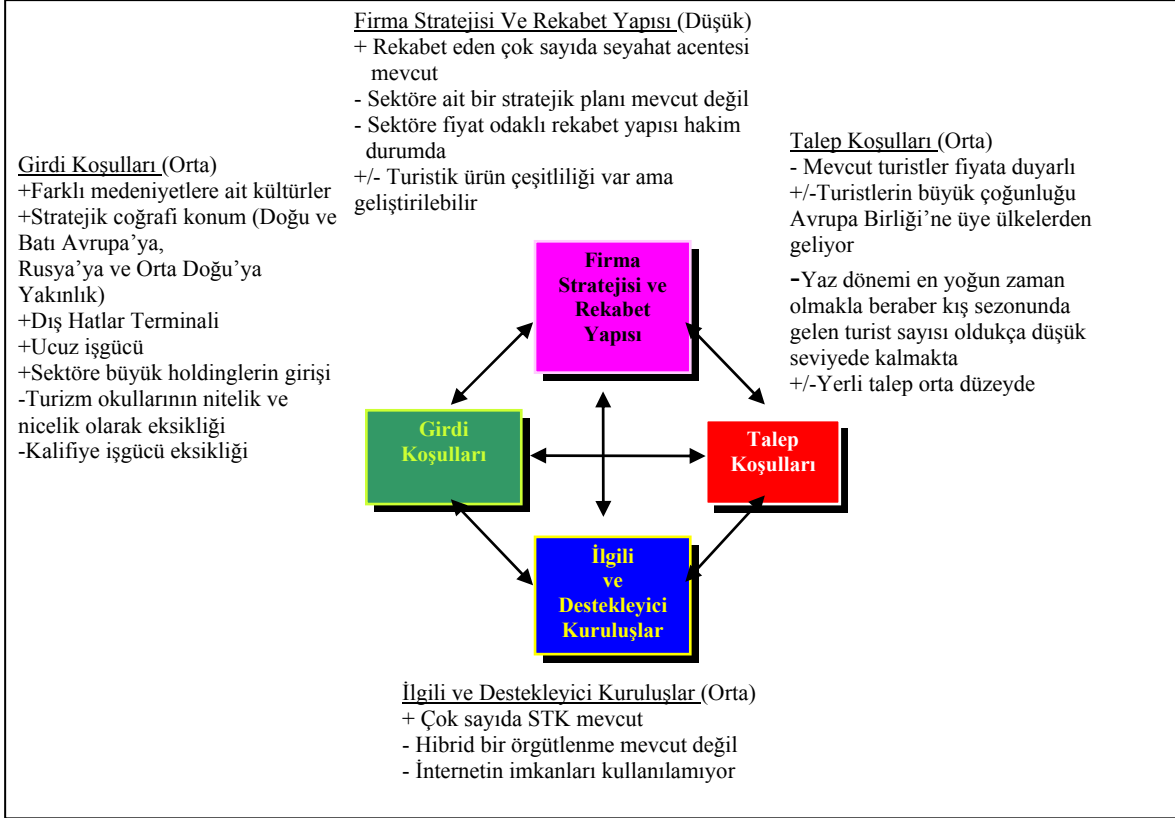 Firma Stratejisi Ve Rekabet Yapısı (Düşük)
+ Rekabet eden çok sayıda seyahat acentesi
mevcut
- Sektöre ait bir stratejik planı mevcut değil
- Sektöre fiyat odaklı rekabet yapısı hakim
durumda
+/- Turistik ürün çeşitliliği var ama
geliştirilebilir
Girdi Koşulları (Orta)
+Farklı medeniyetlere ait kültürler
+Stratejik coğrafi konum (Doğu ve
Batı Avrupa’ya,
Rusya’ya ve Orta Doğu’ya
Yakınlık)
+Dış Hatlar Terminali
+Ucuz işgücü
+Sektöre büyük holdinglerin girişi
-Turizm okullarının nitelik ve
nicelik olarak eksikliği
-Kalifiye işgücü eksikliği
Talep Koşulları (Orta)
- Mevcut turistler fiyata duyarlı
+/-Turistlerin büyük çoğunluğu
Avrupa Birliği’ne üye ülkelerden
geliyor
-Yaz dönemi en yoğun zaman
olmakla beraber kış sezonunda
gelen turist sayısı oldukça düşük
seviyede kalmakta
+/-Yerli talep orta düzeyde
Firma
Stratejisi ve
Rekabet
Yapısı
Girdi
Koşulları
Talep
Koşulları
İlgili
ve
Destekleyici
Kuruluşlar
İlgili ve Destekleyici Kuruluşlar (Orta)
+ Çok sayıda STK mevcut
- Hibrid bir örgütlenme mevcut değil
- İnternetin imkanları kullanılamıyor